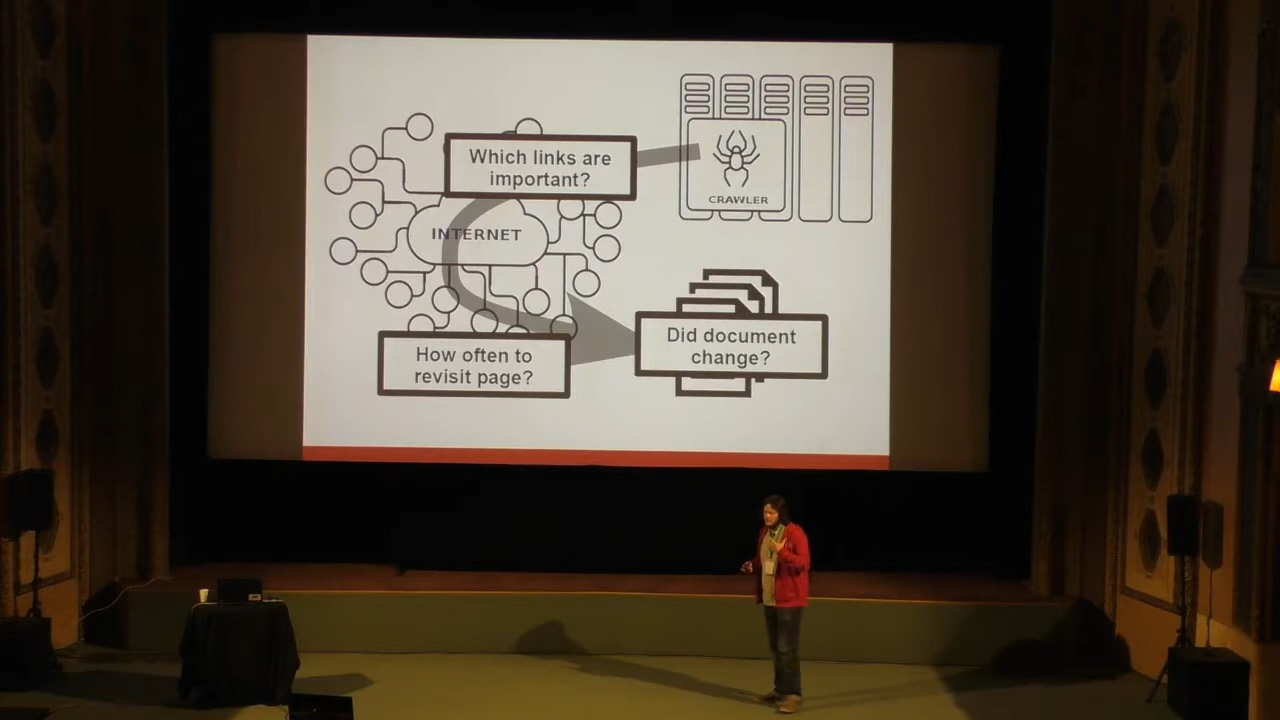 Which links are
important?
CRAWLER
INTERNET
Did document
change?
How often to
revisit page?